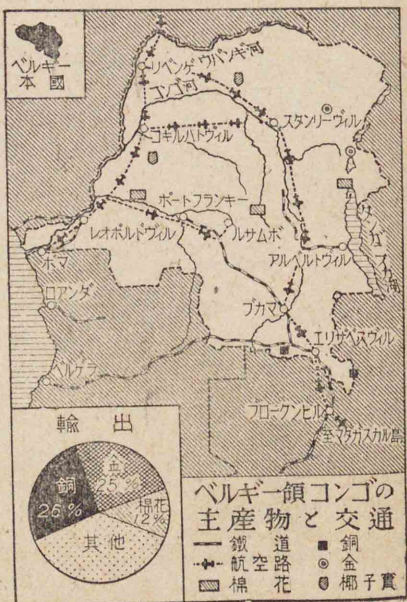 ベルギー
本國
リベンゲ
ウバンギ河
コンゴ河
スタンリーヴィル
コキルハトヴィル
ポートフランキー
タンガニカ湖
レオポルドヴィル
ルサムボ
アルベルトヴィル
ボマ
ロアンダ
ブカマ
エリザベスヴィル
ベルゲラ
ブロークンヒル
至マダガスカル島
輸出
金
25%
銅
25%
棉花
12%
其他
ベルギー領コンゴの
主産物と交通
鐵道 銅
航空路 金
棉花 椰子實